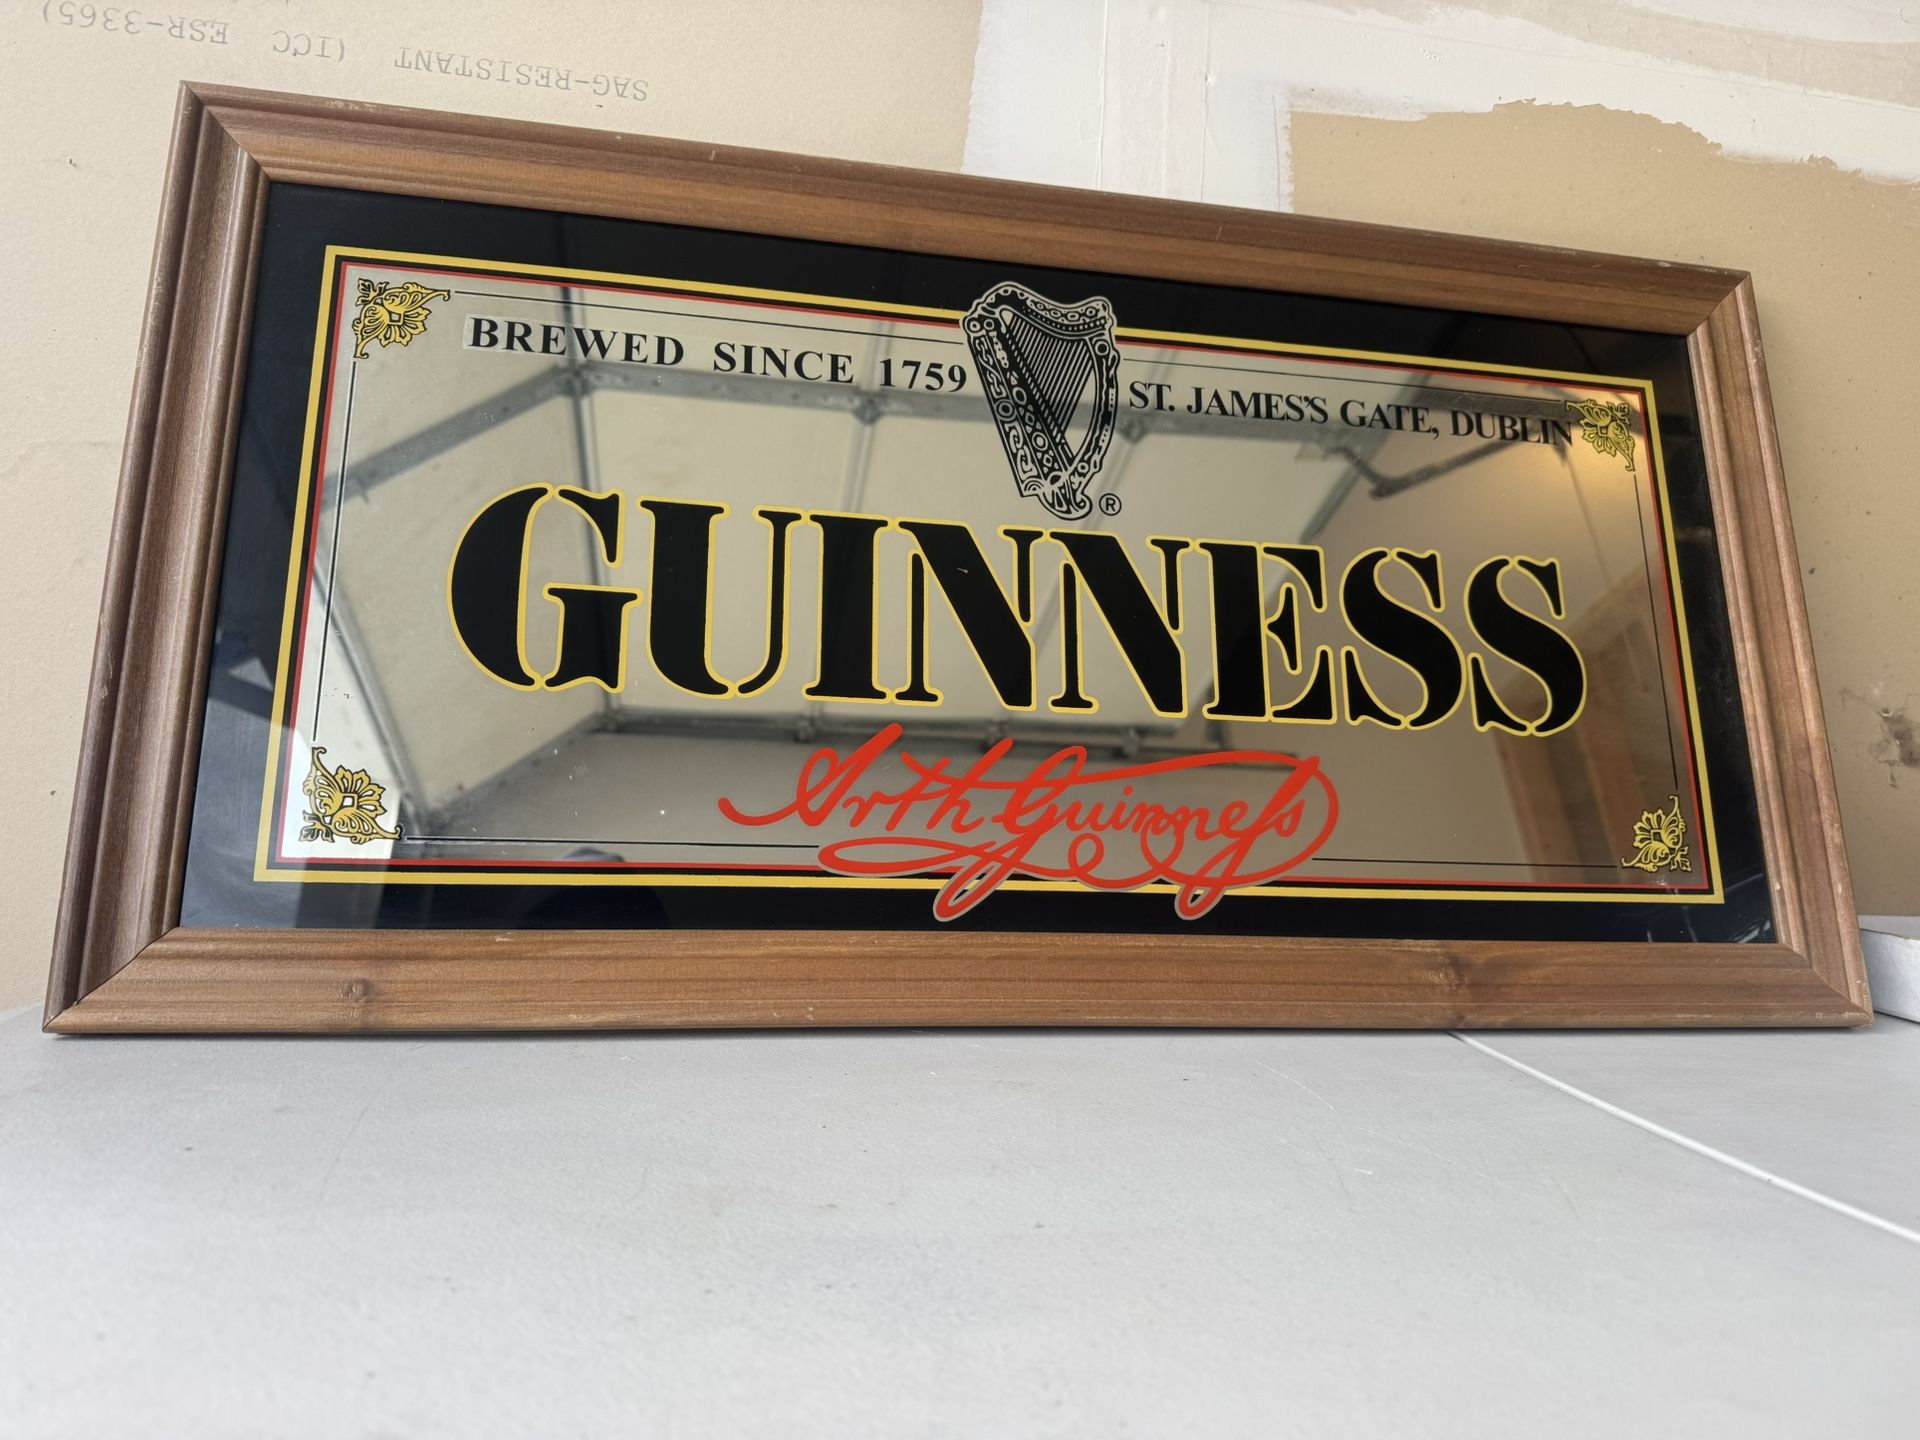 SAG-RESISTANT (ICC ESR-3365)
BREWED SINCE 1759
ST. JAMES'S GATE, DUBLIN
®
GUINNESS
Arth Guinness